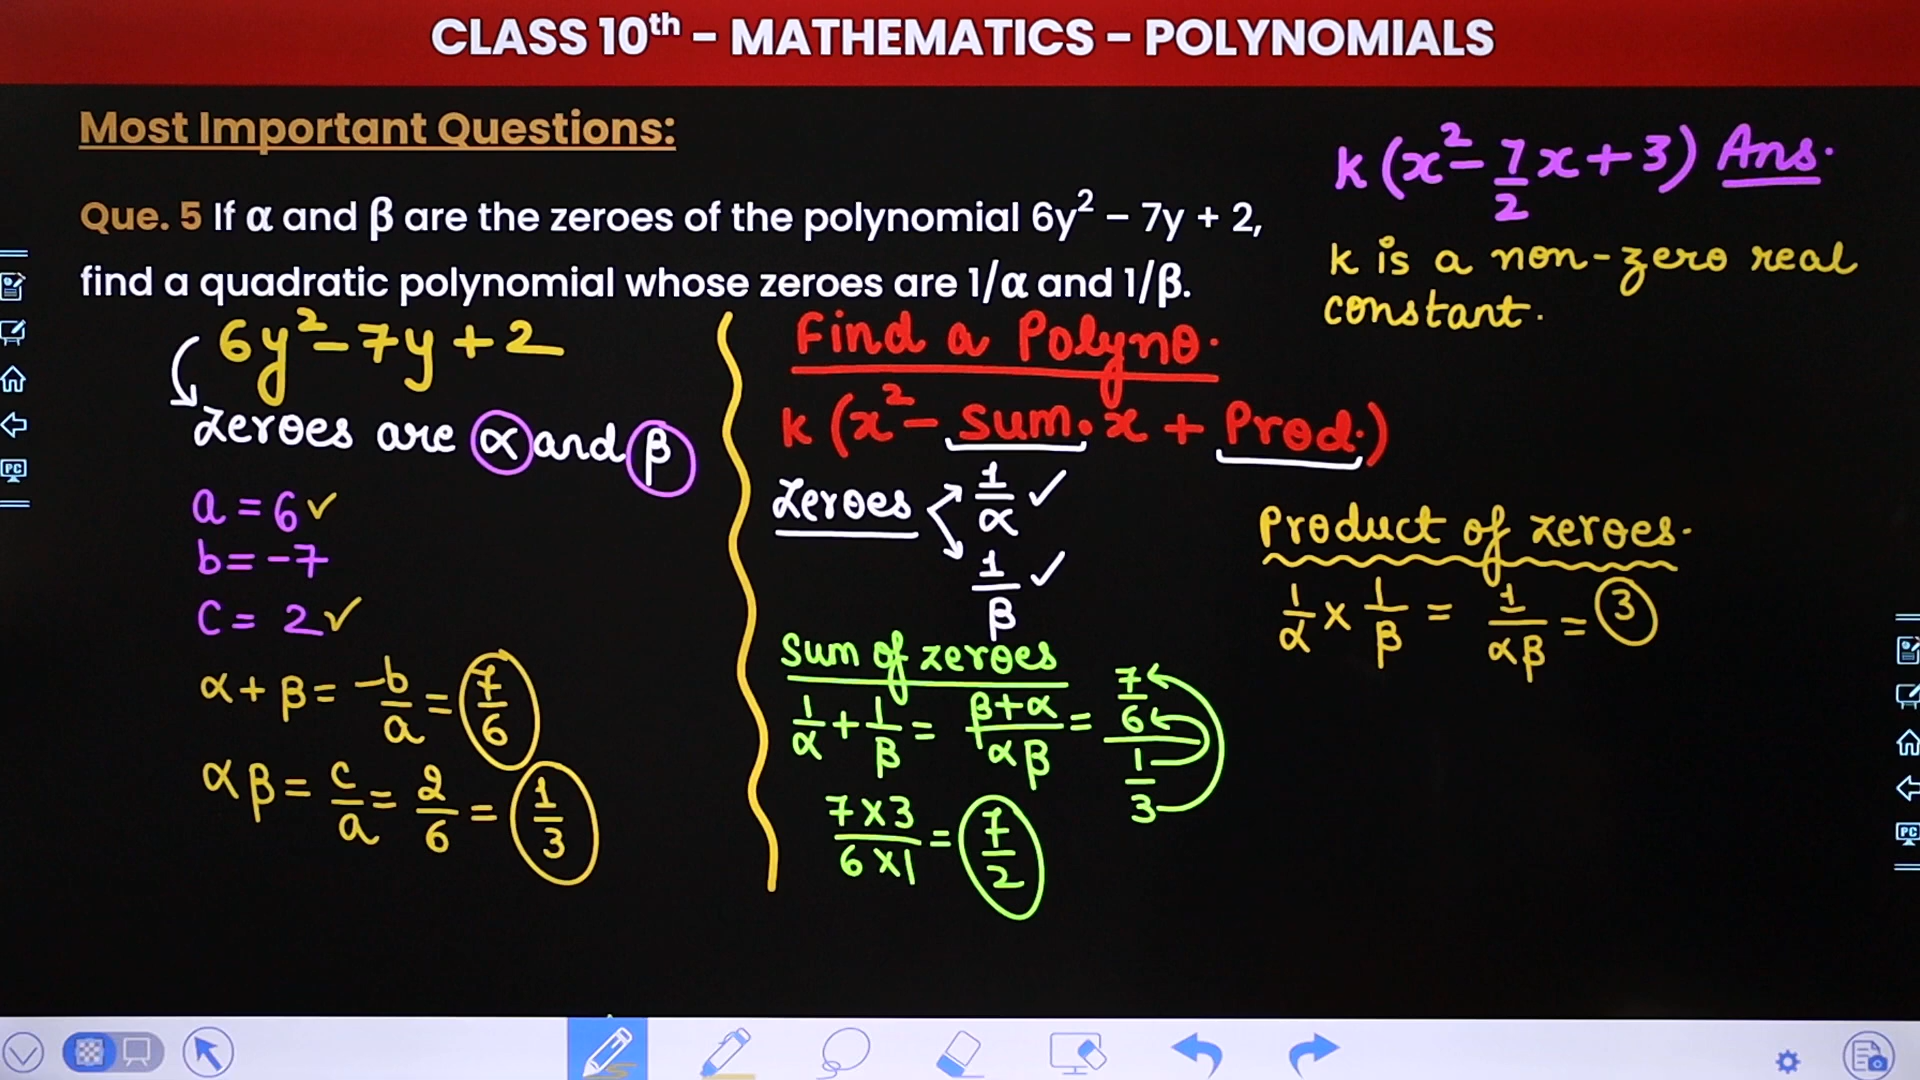 CLASS 10th - MATHEMATICS - POLYNOMIALS
Most Important Questions:
Que. 5 If α and β are the zeroes of the polynomial 6y² – 7y + 2,
find a quadratic polynomial whose zeroes are 1/α and 1/β.
6y² - 7y + 2
zeroes are α and β
a = 6 ✓
b = -7
c = 2 ✓
α + β = -b/a = 7/6
αβ = c/a = 2/6 = 1/3
Find a Polyno.
k (x² - Sum. x + Prod.)
zeroes 1/α ✓
1/β ✓
Sum of zeroes
1/α + 1/β = β+α/αβ = 7/6 / 1/3
7 x 3 / 6 x 1 = 7/2
k (x² - 7/2 x + 3) Ans.
k is a non-zero real
constant.
Product of zeroes.
1/α x 1/β = 1/αβ = 3
PC
PC